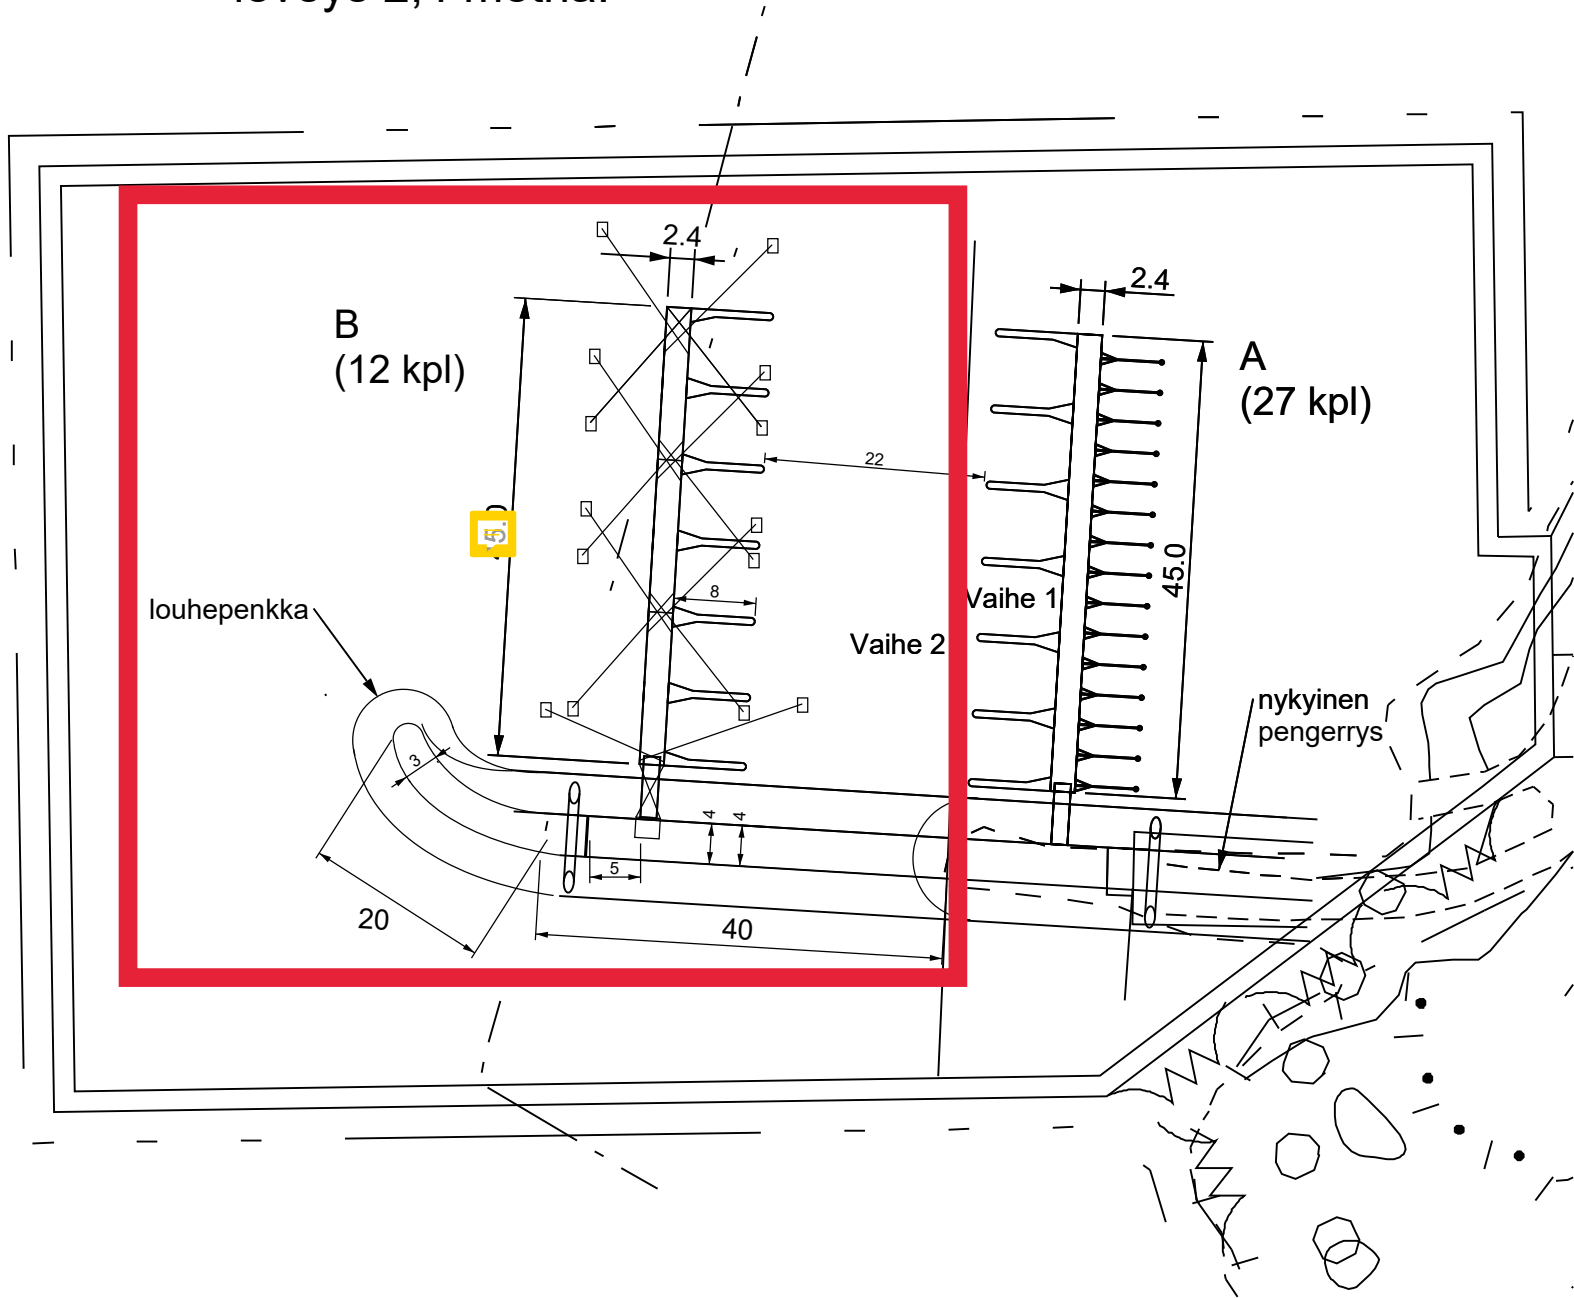 2.4
2.4
B
(12 kpl)
A
(27 kpl)
22
45.0
8
louhepenkka
Vaihe 1
Vaihe 2
nykyinen
pengerrys
3
4
4
5
20
40